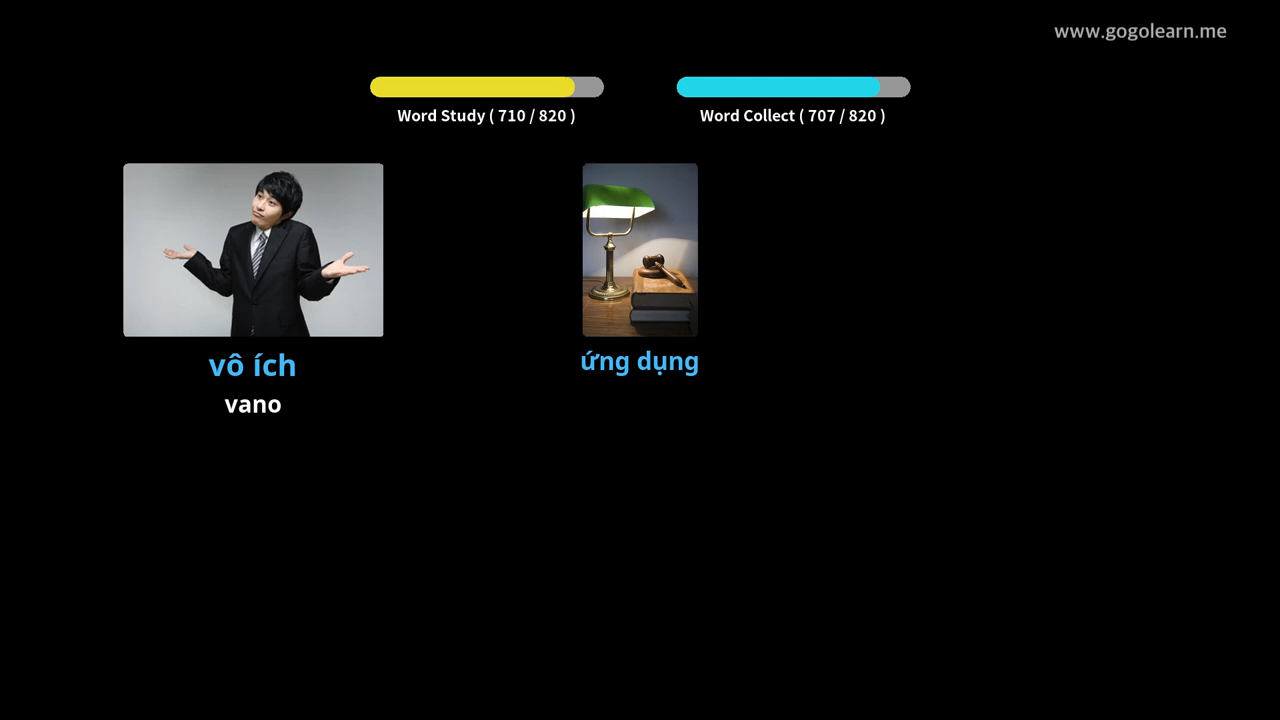 www.gogolearn.me
Word Study ( 710 / 820 )
Word Collect ( 707 / 820 )
vô ích
vano
ứng dụng